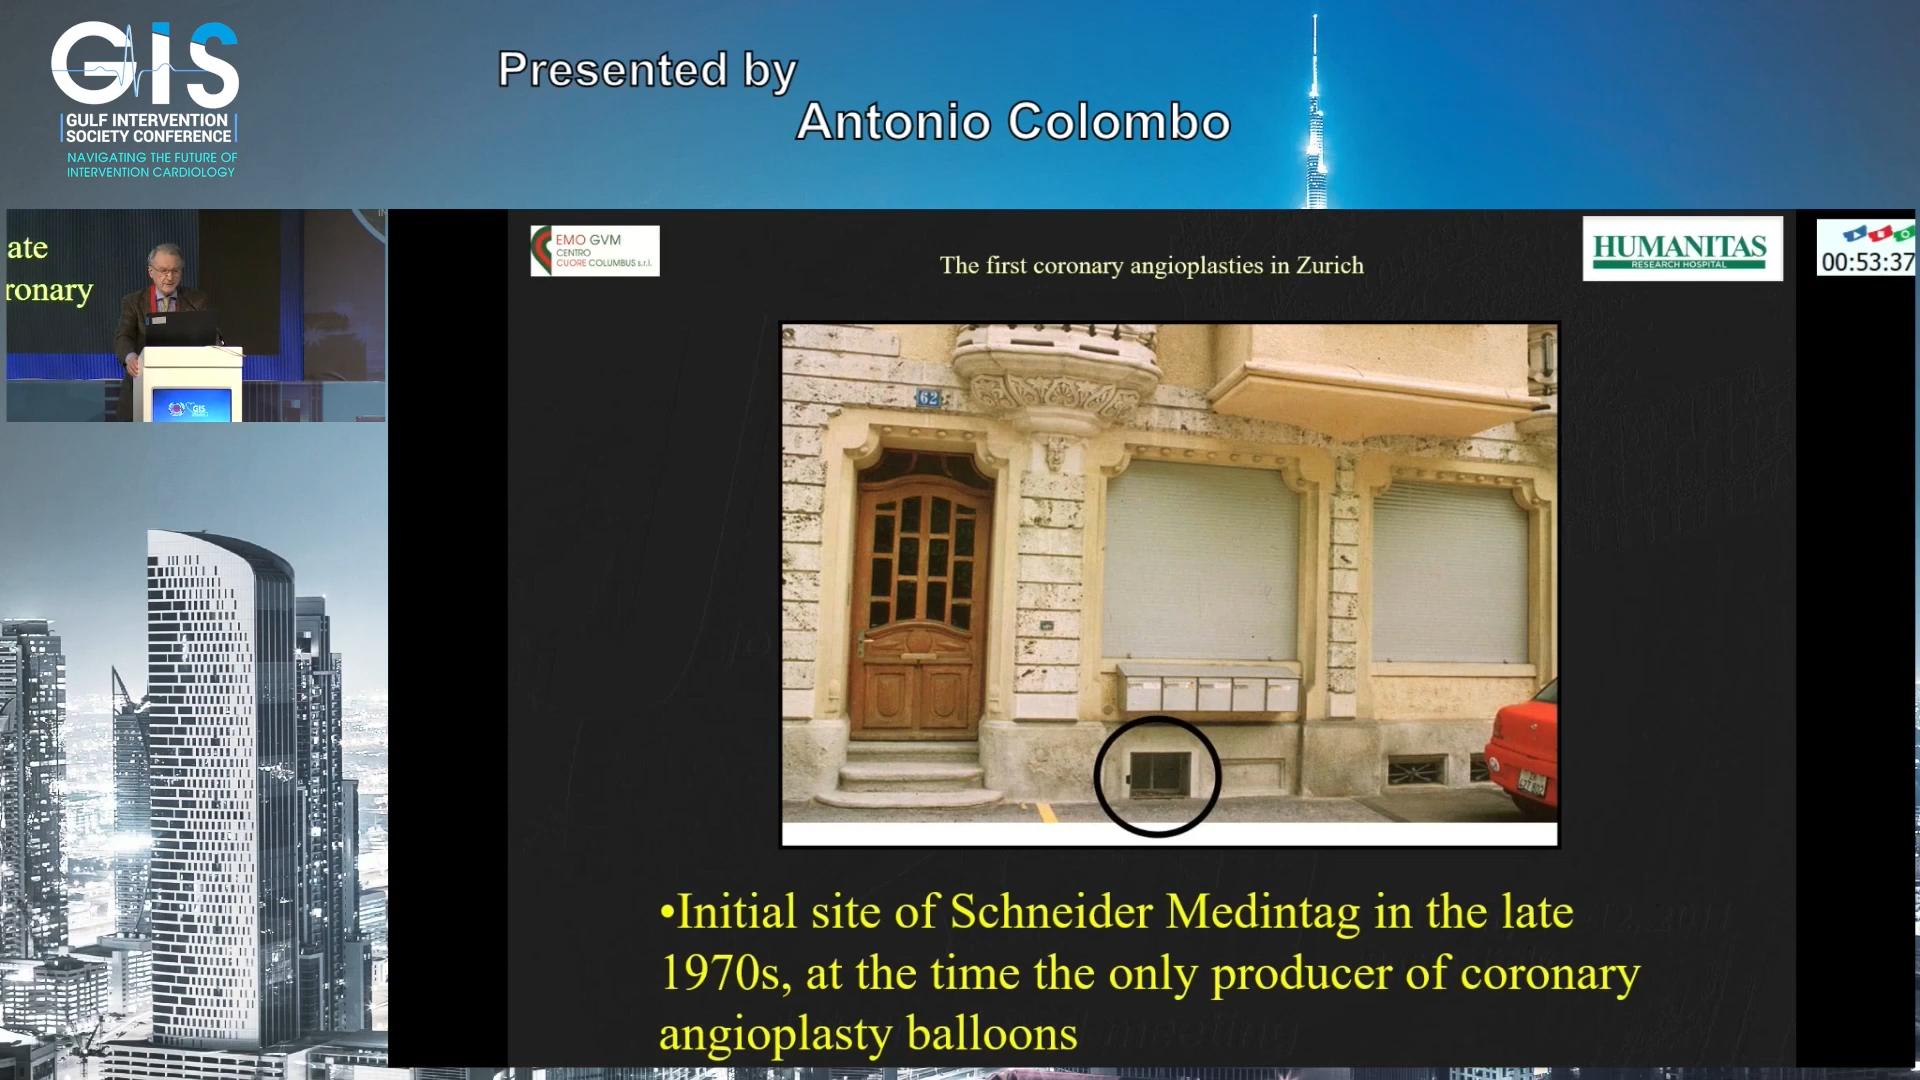 GIS
GULF INTERVENTION
SOCIETY CONFERENCE
NAVIGATING THE FUTURE OF
INTERVENTION CARDIOLOGY
Presented by
Antonio Colombo
ate
ronary
GIS
EMO GVM
CENTRO
CUORE COLUMBUS s.r.l.
The first coronary angioplasties in Zurich
HUMANITAS
RESEARCH HOSPITAL
00:53:37
62
•Initial site of Schneider Medintag in the late
1970s, at the time the only producer of coronary
angioplasty balloons